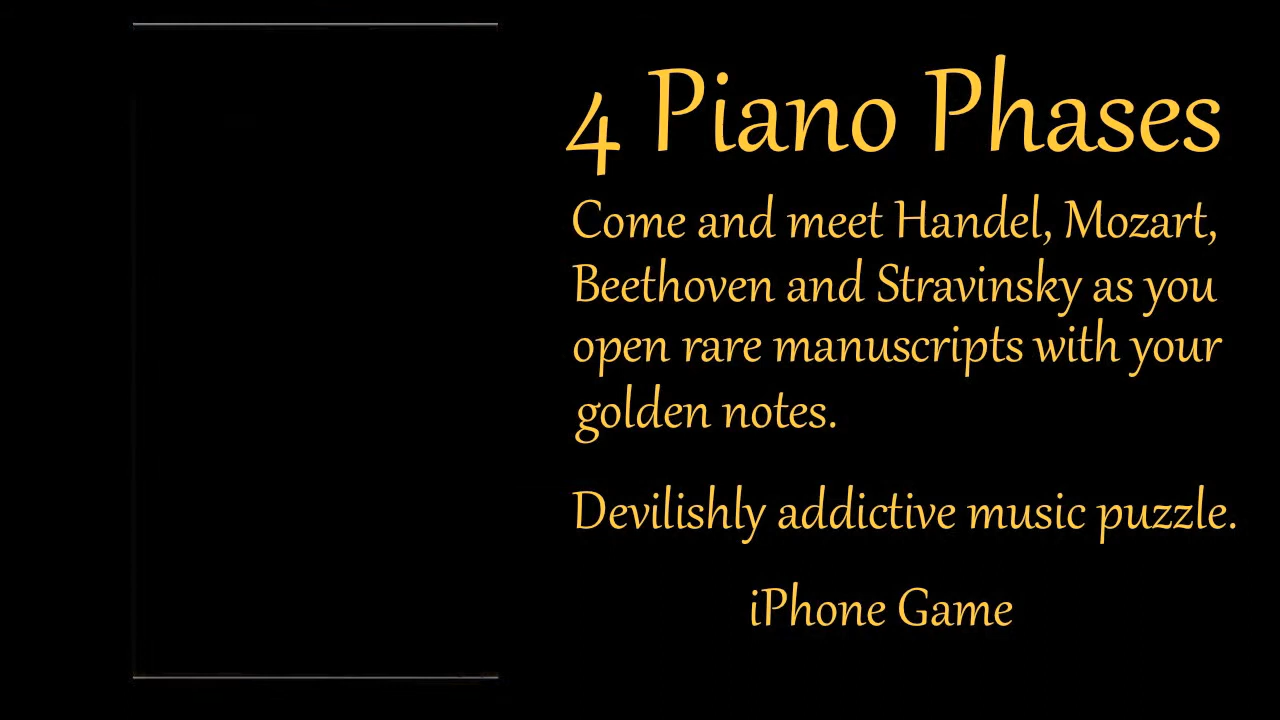 4 Piano Phases
Come and meet Handel, Mozart,
Beethoven and Stravinsky as you
open rare manuscripts with your
golden notes.
Devilishly addictive music puzzle.
iPhone Game